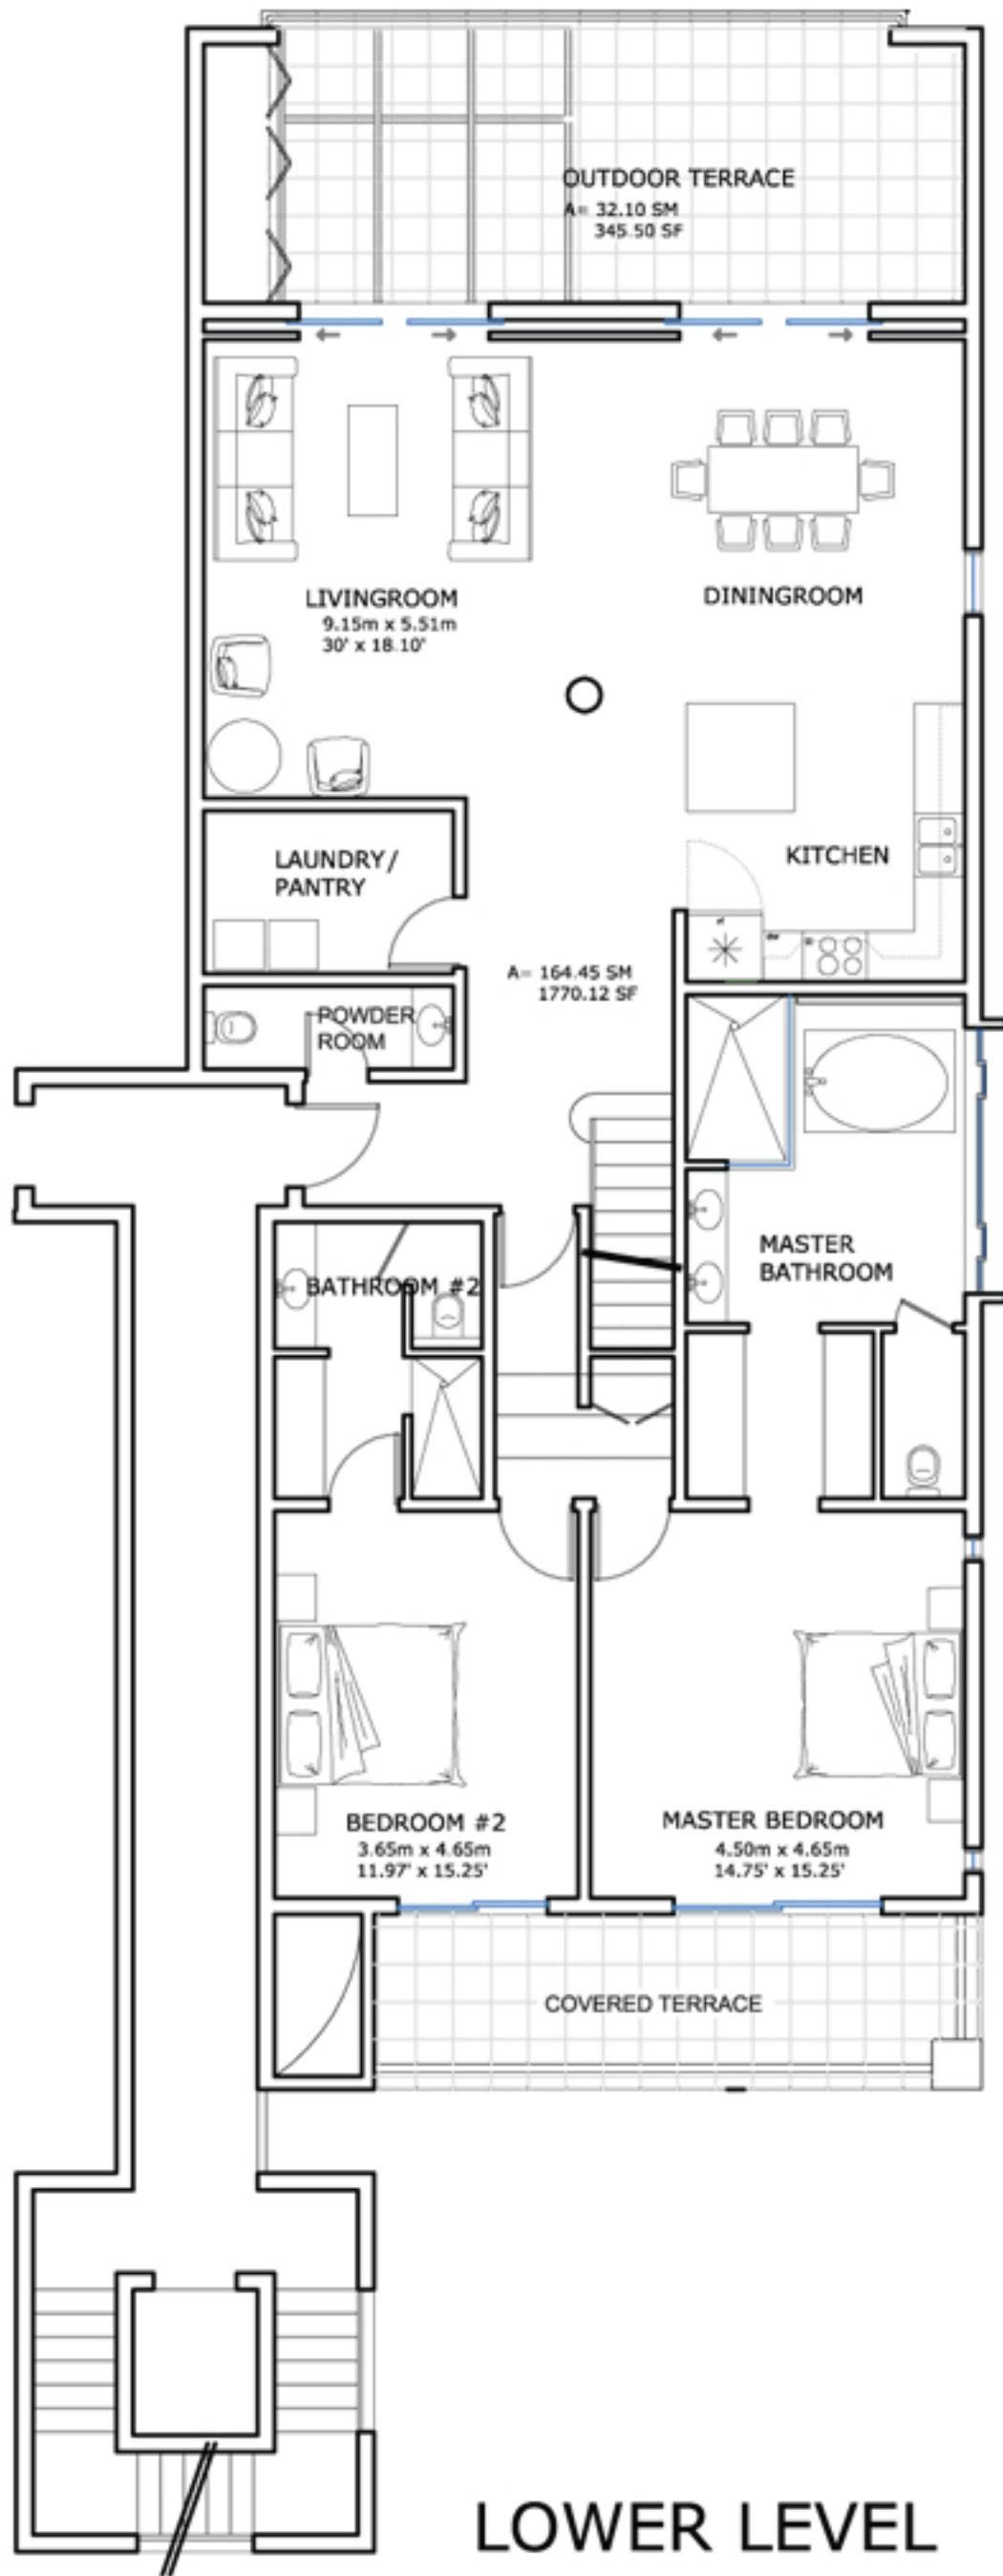 OUTDOOR TERRACE
A= 32.10 SM
345.50 SF
LIVINGROOM
9.15m x 5.51m
30' x 18.10'
DININGROOM
KITCHEN
LAUNDRY/
PANTRY
A= 164.45 SM
1770.12 SF
POWDER
ROOM
MASTER
BATHROOM
BATHROOM #2
BEDROOM #2
3.65m x 4.65m
11.97' x 15.25'
MASTER BEDROOM
4.50m x 4.65m
14.75' x 15.25'
COVERED TERRACE
LOWER LEVEL